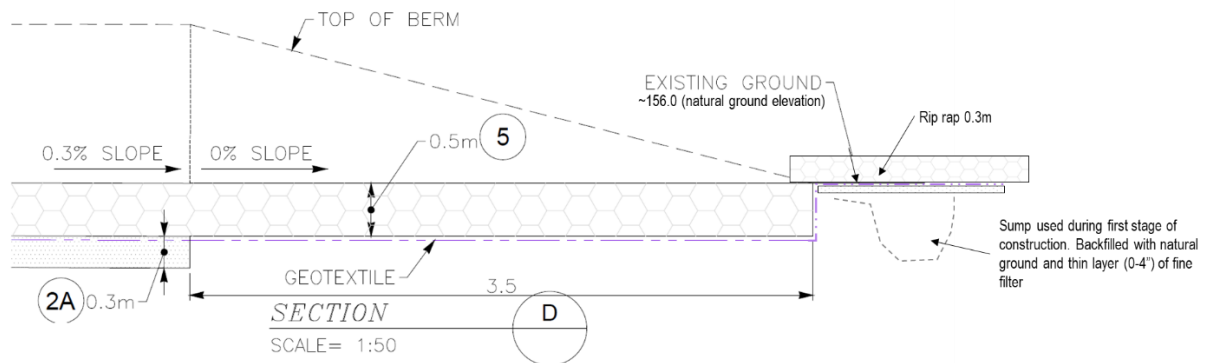 TOP OF BERM
EXISTING GROUND
~156.0 (natural ground elevation)
Rip rap 0.3m
0.5m
5
0.3% SLOPE
0% SLOPE
Sump used during first stage of
construction. Backfilled with natural
ground and thin layer (0-4") of fine
filter
GEOTEXTILE
3.5
2A
0.3m
SECTION
D
SCALE= 1:50